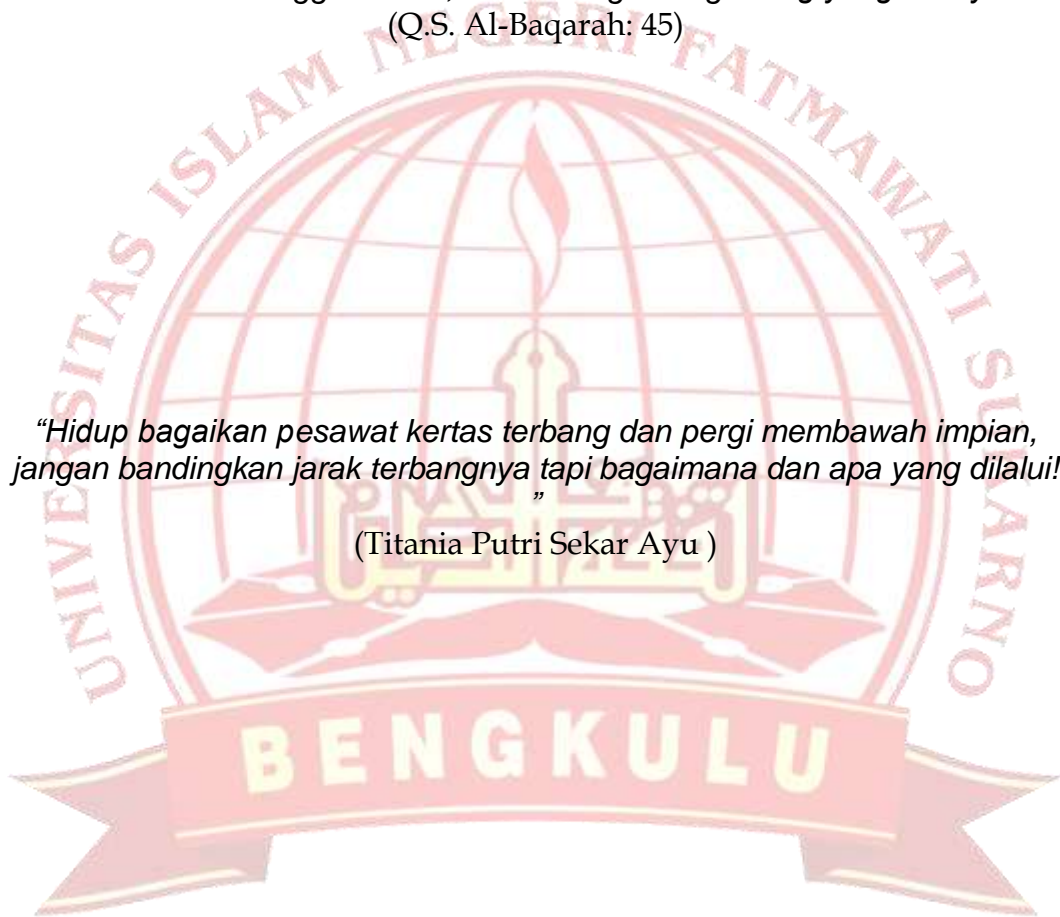 (Q.S. Al-Baqarah: 45)
UNIVERSITAS ISLAM NEGERI FATMAWATI SUKARNO
“Hidup bagaikan pesawat kertas terbang dan pergi membawah impian,
jangan bandingkan jarak terbangnya tapi bagaimana dan apa yang dilalui!
”
(Titania Putri Sekar Ayu )
BENGKULU